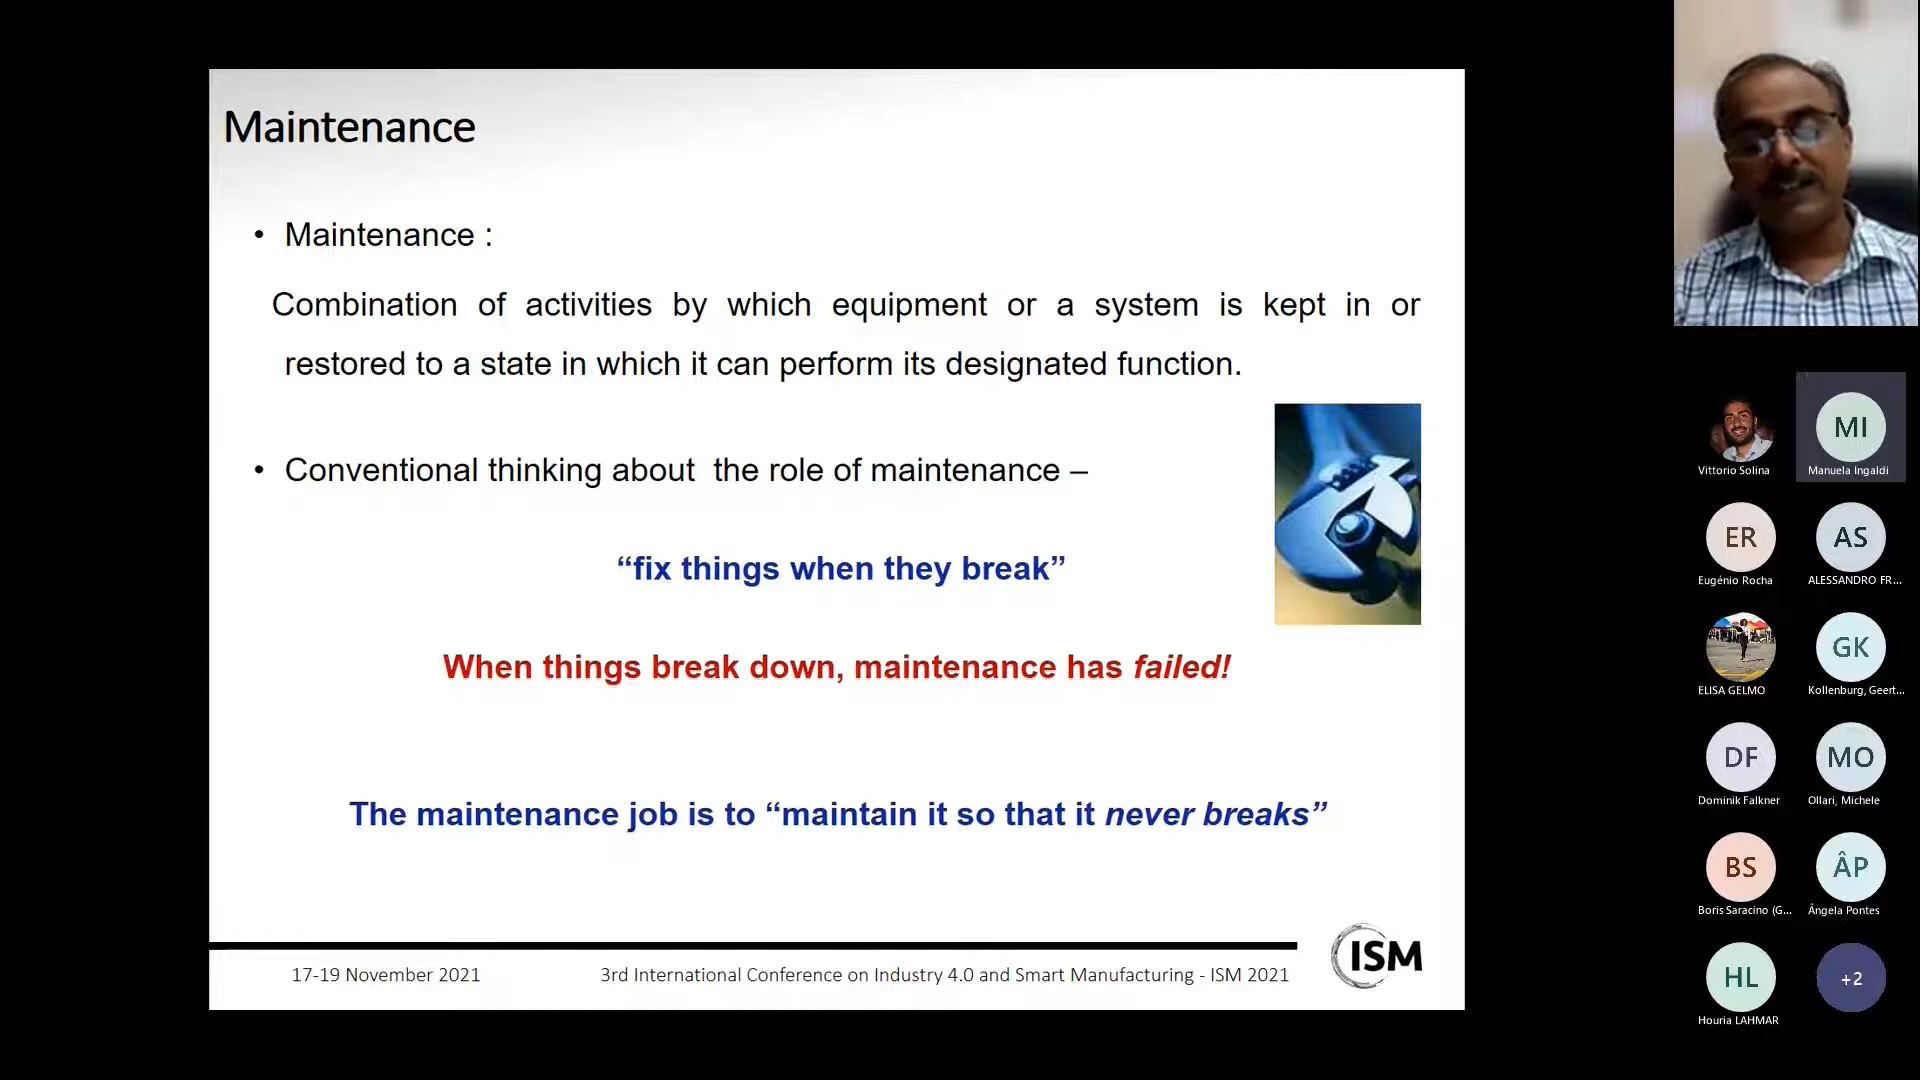 Maintenance
• Maintenance :
Combination of activities by which equipment or a system is kept in or
restored to a state in which it can perform its designated function.
• Conventional thinking about the role of maintenance –
“fix things when they break”
When things break down, maintenance has failed!
The maintenance job is to “maintain it so that it never breaks”
17-19 November 2021
3rd International Conference on Industry 4.0 and Smart Manufacturing - ISM 2021
ISM
Vittorio Solina
MI
Manuela Ingaldi
ER
Eugénio Rocha
AS
ALESSANDRO FR...
ELISA GELMO
GK
Kollenburg, Geert...
DF
Dominik Falkner
MO
Ollari, Michele
BS
Boris Saracino (G...
ÂP
Ângela Pontes
HL
Houria LAHMAR
+2